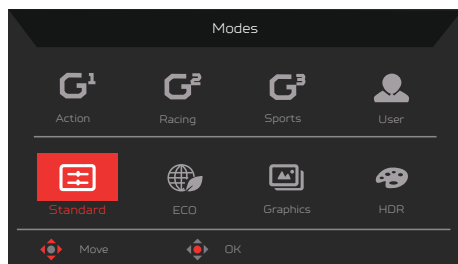 Modes
G¹ G² G³
Action Racing Sports User
Standard ECO Graphics HDR
Move OK